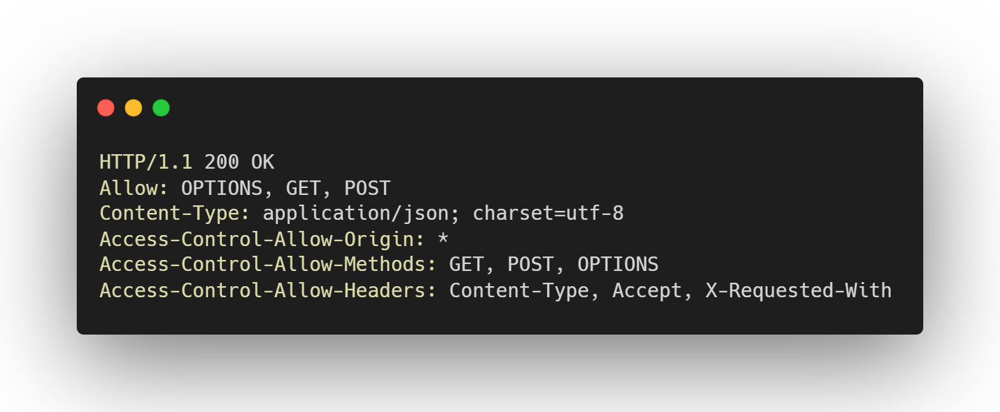 HTTP/1.1 200 OK
Allow: OPTIONS, GET, POST
Content-Type: application/json; charset=utf-8
Access-Control-Allow-Origin: *
Access-Control-Allow-Methods: GET, POST, OPTIONS
Access-Control-Allow-Headers: Content-Type, Accept, X-Requested-With